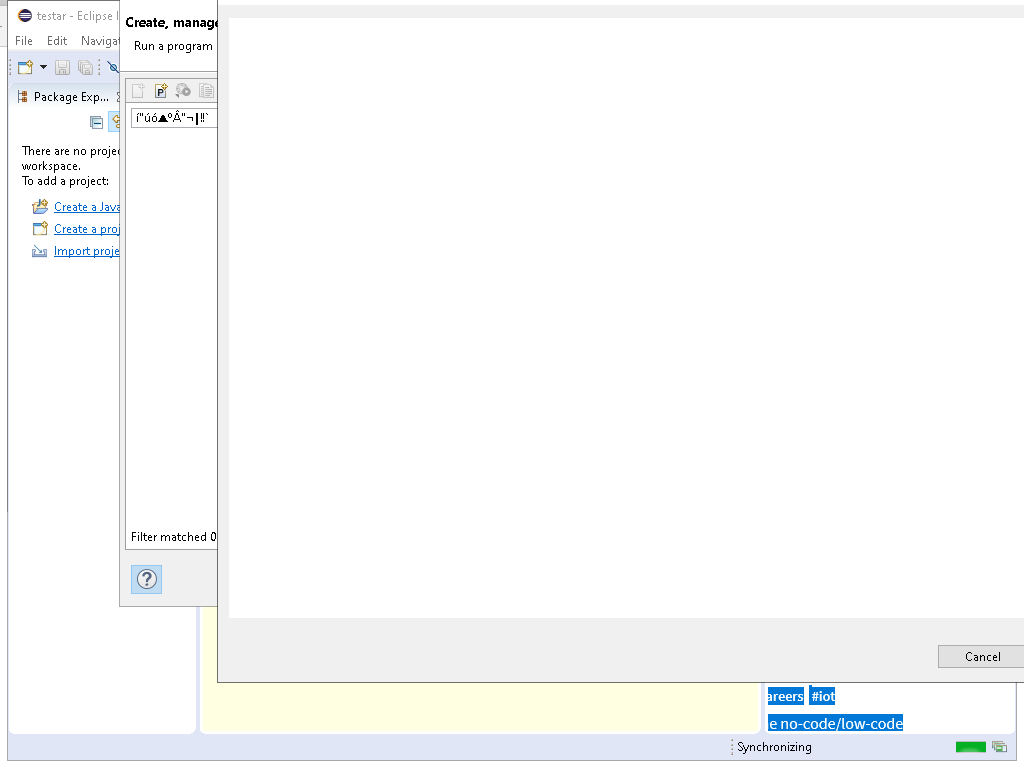 testar - Eclipse I
File Edit Navigat
Create, manage
Run a program
Package Exp...
í"úó▲ºÂ"¬|‼`
There are no projec
workspace.
To add a project:
Create a Java
Create a proj
Import proje
Filter matched 0
Cancel
areers #iot
e no-code/low-code
Synchronizing